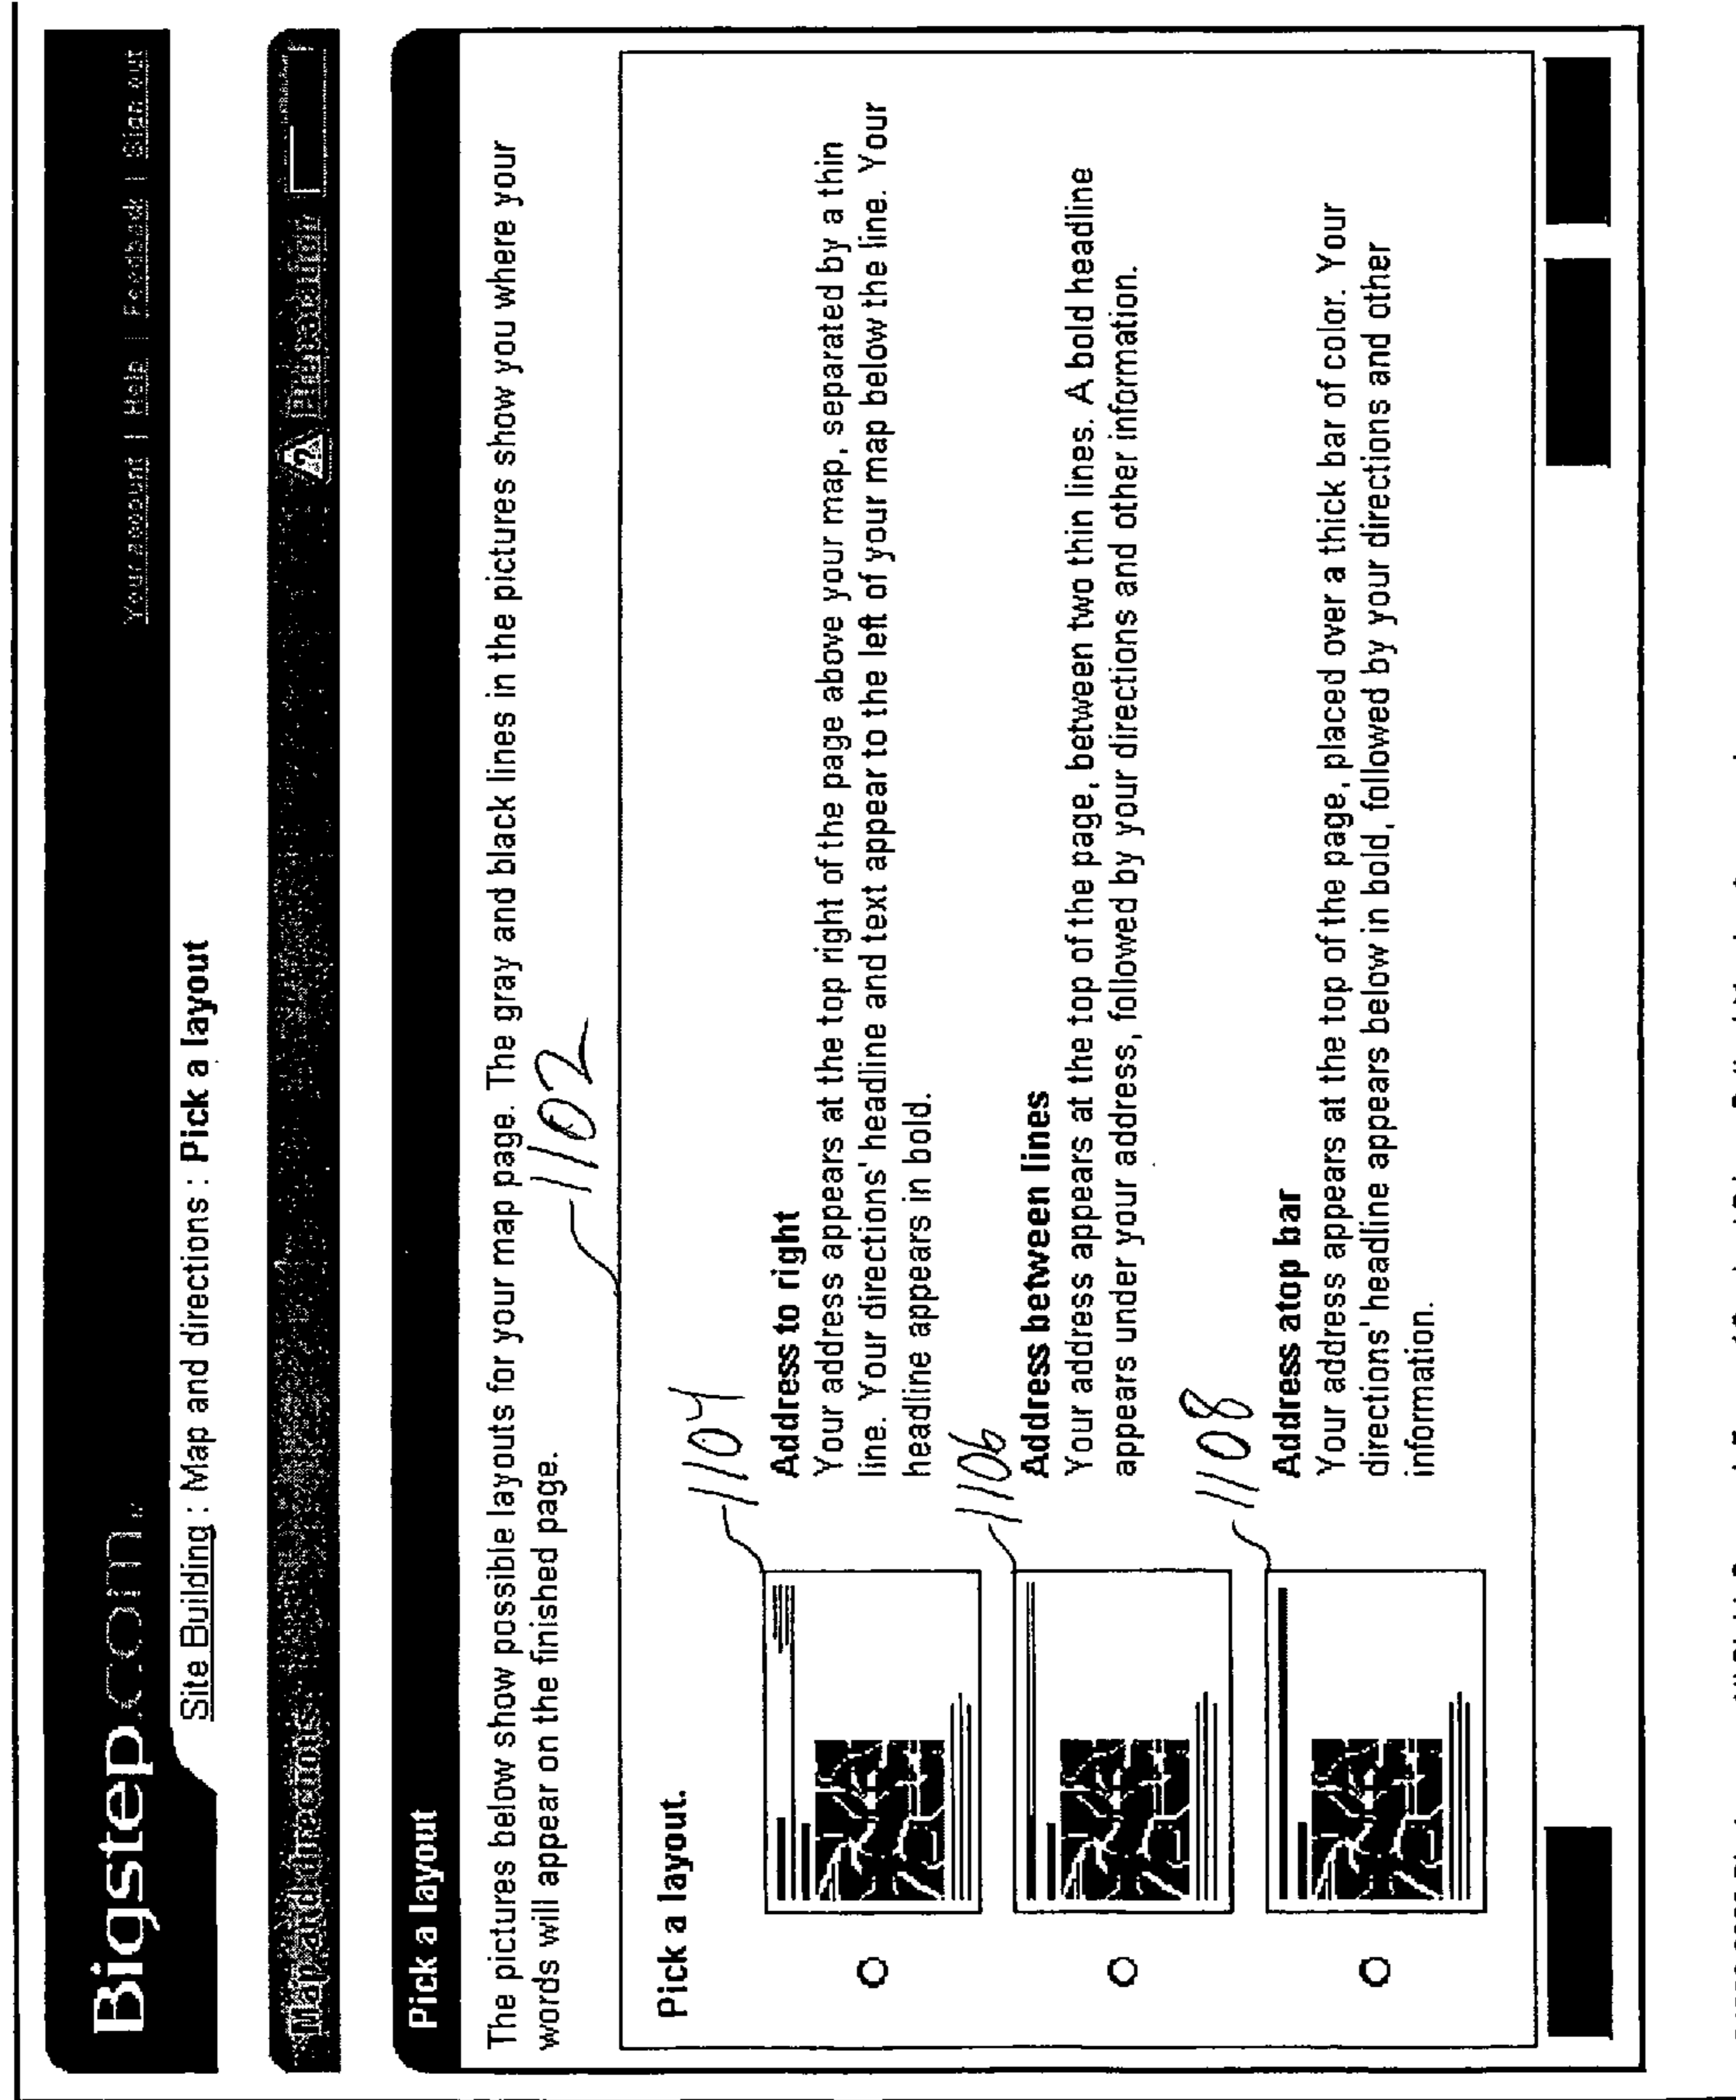 Bigstep.com
Your account | Help | Feedback | Sign out
Site Building : Map and directions : Pick a layout
Map and directions
Pick a layout
The pictures below show possible layouts for your map page. The gray and black lines in the pictures show you where your
words will appear on the finished page.
1102
Pick a layout.
1104
Address to right
Your address appears at the top right of the page above your map, separated by a thin
line. Your directions' headline and text appear to the left of your map below the line. Your
headline appears in bold.
1106
Address between lines
Your address appears at the top of the page, between two thin lines. A bold headline
appears under your address, followed by your directions and other information.
1108
Address atop bar
Your address appears at the top of the page, placed over a thick bar of color. Your
directions' headline appears below in bold, followed by your directions and other
information.